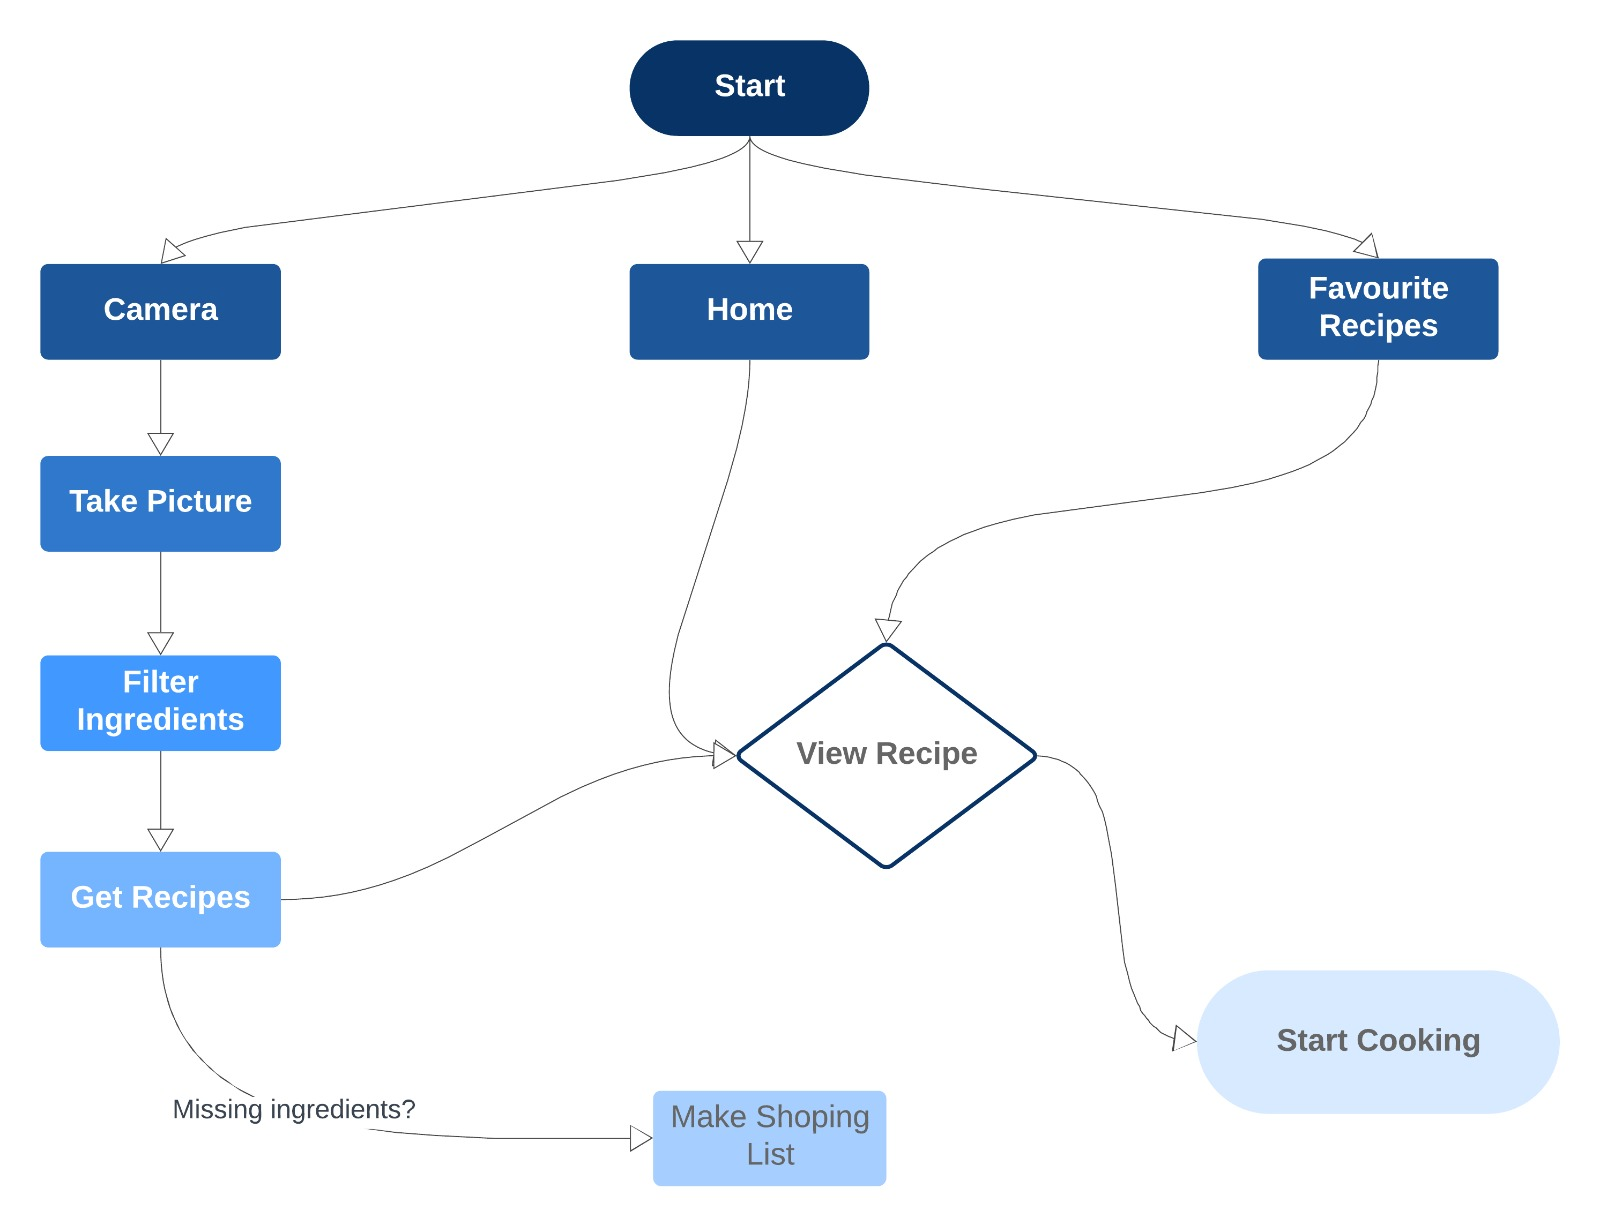 Start
Camera
Home
Favourite
Recipes
Take Picture
Filter
Ingredients
View Recipe
Get Recipes
Start Cooking
Missing ingredients?
Make Shoping
List